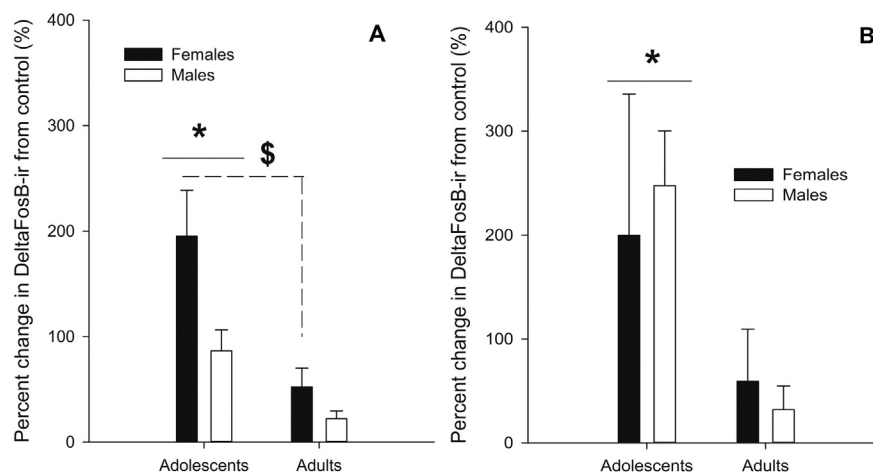 Percent change in DeltaFosB-ir from control (%)
400
300
200
100
0
A
Females
Males
*
$
Adolescents
Adults
Percent change in DeltaFosB-ir from control (%)
400
300
200
100
0
B
*
Females
Males
Adolescents
Adults